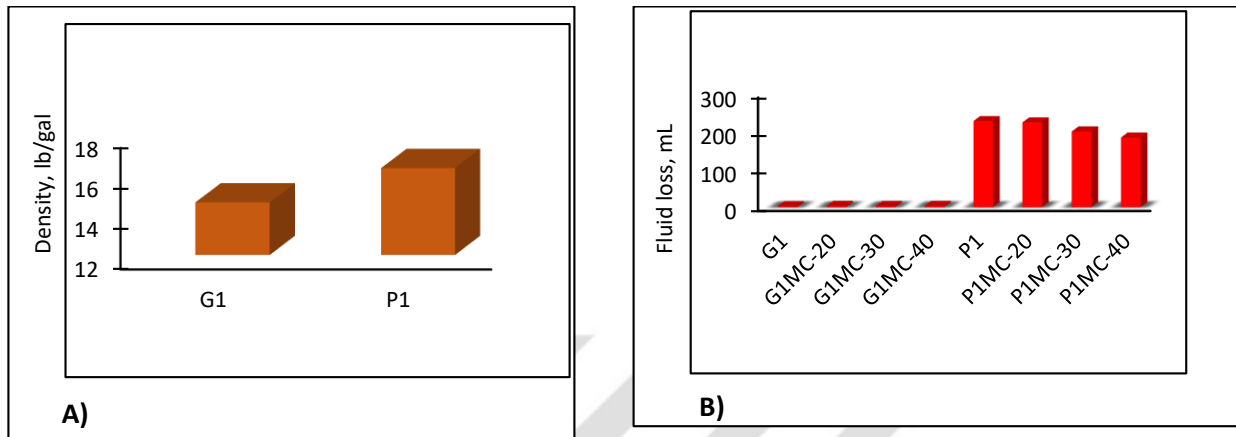 Density, lb/gal
18
16
14
12
G1
P1
A)
Fluid loss, mL
300
200
100
0
G1
G1MC-20
G1MC-30
G1MC-40
P1
P1MC-20
P1MC-30
P1MC-40
B)